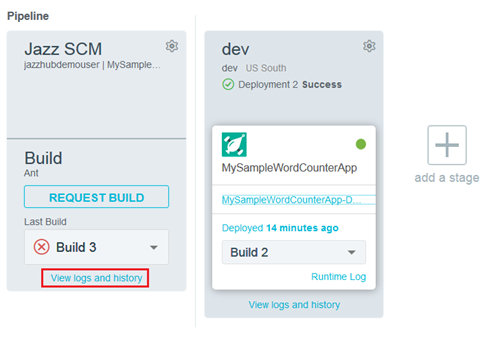 Pipeline
Jazz SCM
jazzhubdemouser | MySample...
Build
Ant
REQUEST BUILD
Last Build
Build 3
View logs and history
dev
dev US South
Deployment 2 Success
MySampleWordCounterApp
MySampleWordCounterApp-D...
Deployed 14 minutes ago
Build 2
Runtime Log
View logs and history
add a stage